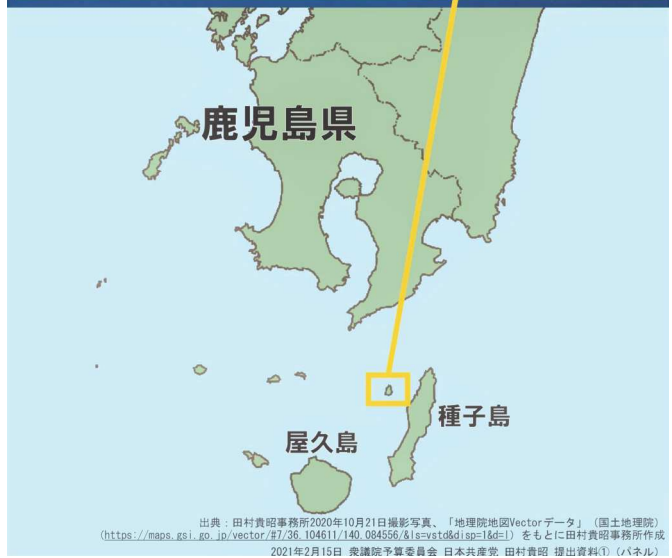 鹿児島県
種子島
屋久島
出典：田村貴昭事務所2020年10月21日撮影写真、「地理院地図Vectorデータ」（国土地理院）
（https://maps.gsi.go.jp/vector/#7/36.104611/140.084556/&ls=vstd&disp=1&d=l）をもとに田村貴昭事務所作成
2021年2月15日 衆議院予算委員会 日本共産党 田村貴昭 提出資料①（パネル）